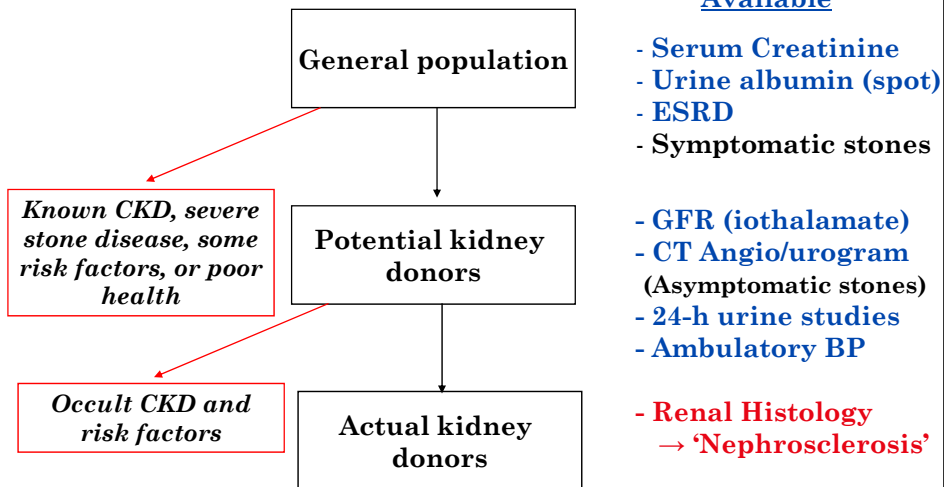 Available
General population
- Serum Creatinine
- Urine albumin (spot)
- ESRD
- Symptomatic stones
Known CKD, severe
stone disease, some
risk factors, or poor
health
Potential kidney
donors
- GFR (iothalamate)
- CT Angio/urogram
(Asymptomatic stones)
- 24-h urine studies
- Ambulatory BP
Occult CKD and
risk factors
Actual kidney
donors
- Renal Histology
→ ‘Nephrosclerosis’